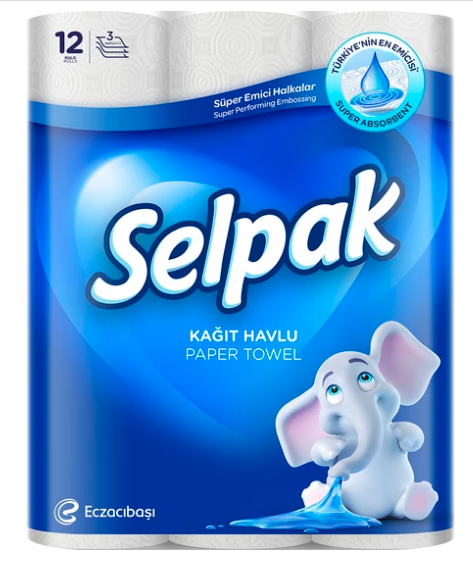 12
RULO
ROLLS
3
Süper Emici Halkalar
Super Performing Embossing
TÜRKİYE'NİN EN EMİCİSİ*
SUPER ABSORBENT
Selpak
KAĞIT HAVLU
PAPER TOWEL
Eczacıbaşı